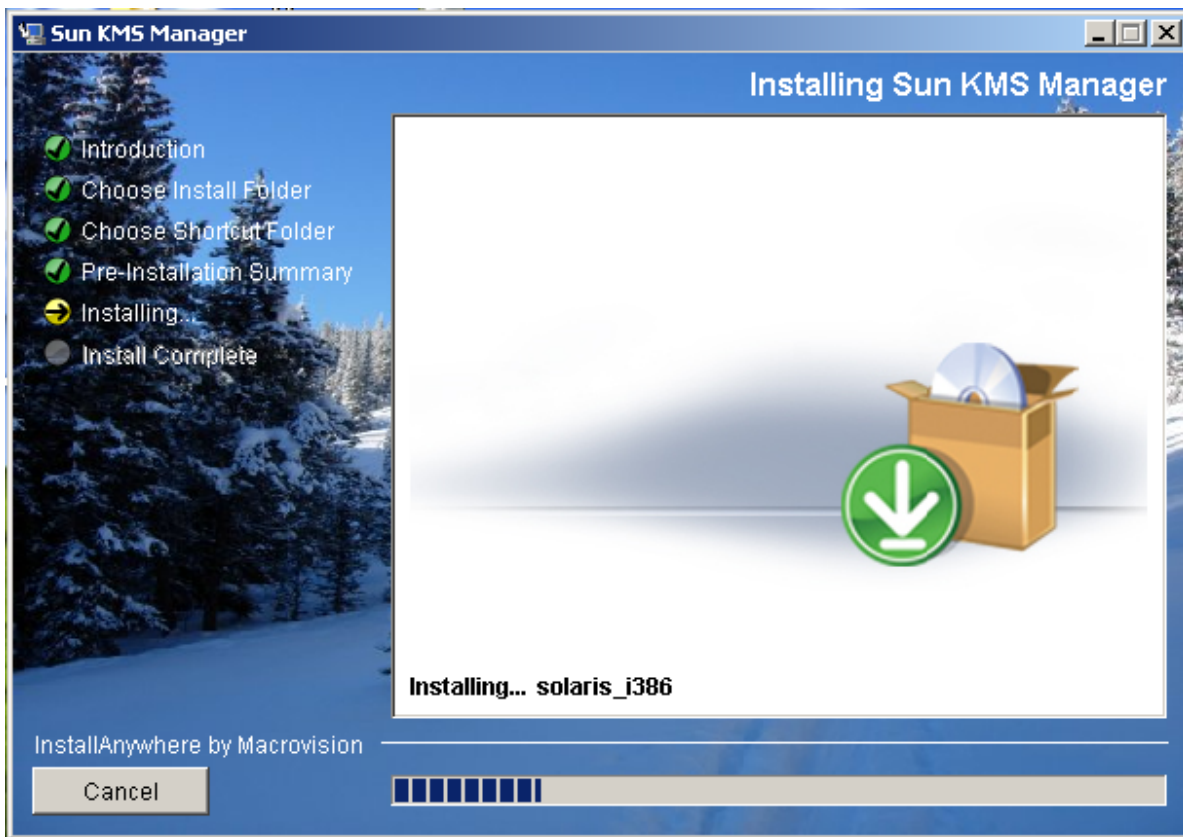 Sun KMS Manager
Installing Sun KMS Manager
Introduction
Choose Install Folder
Choose Shortcut Folder
Pre-Installation Summary
Installing...
Install Complete
Installing... solaris_i386
InstallAnywhere by Macrovision
Cancel